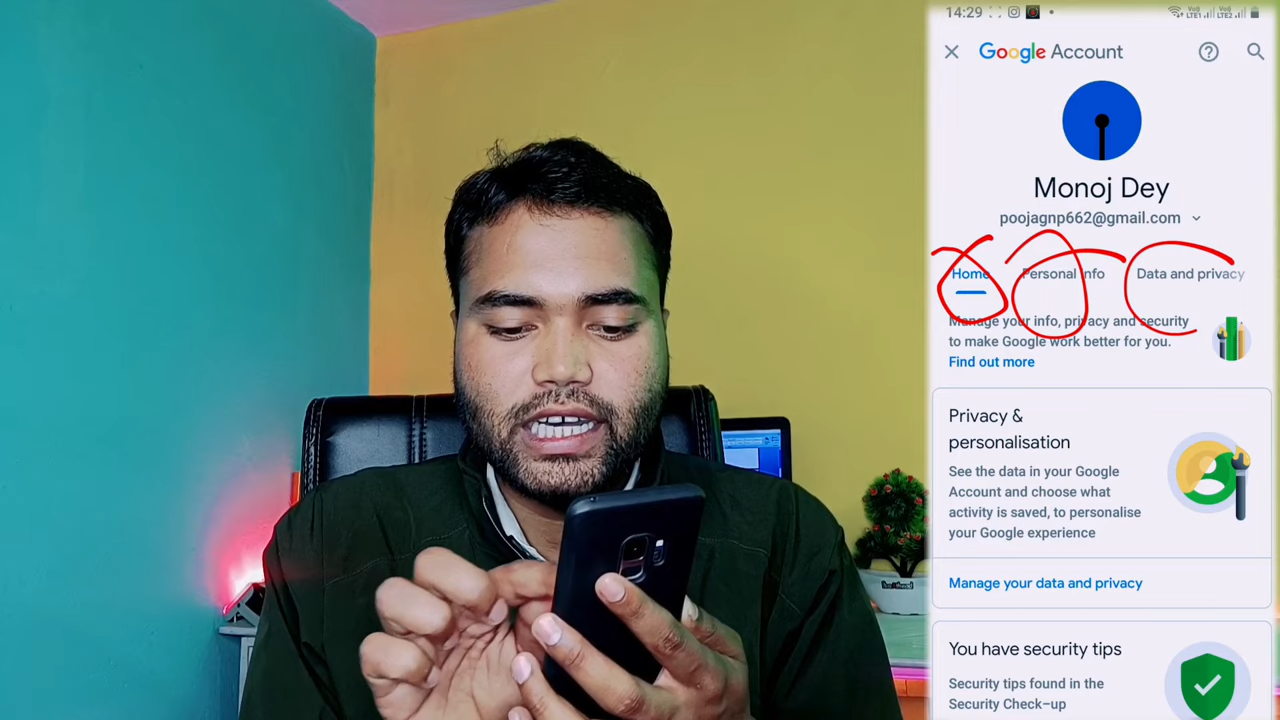 14:29
Google Account
Monoj Dey
poojagnp662@gmail.com
Home Personal info Data and privacy
Manage your info, privacy and security
to make Google work better for you.
Find out more
Privacy &
personalisation
See the data in your Google
Account and choose what
activity is saved, to personalise
your Google experience
Manage your data and privacy
You have security tips
Security tips found in the
Security Check-up